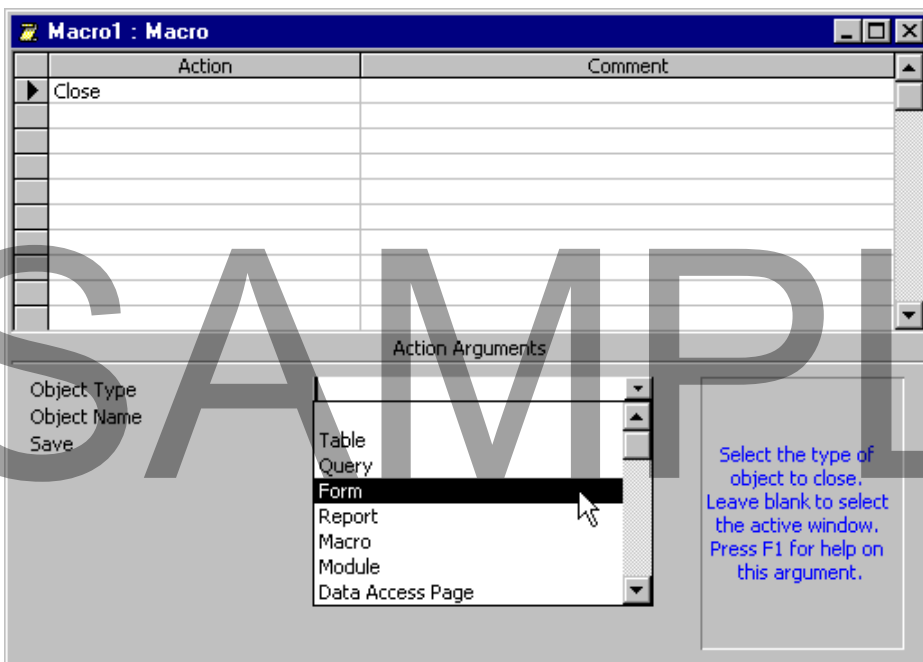 Macro1 : Macro
Action Comment
Close
Action Arguments
Object Type
Object Name
Save
Table
Query
Form
Report
Macro
Module
Data Access Page
Select the type of
object to close.
Leave blank to select
the active window.
Press F1 for help on
this argument.
SAMPL